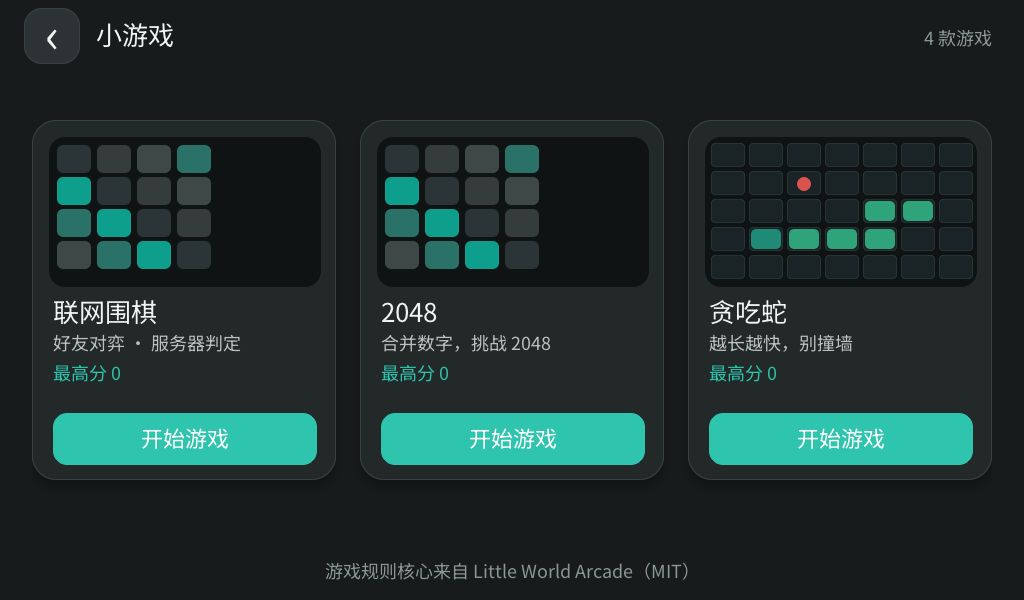 小游戏
4 款游戏
联网围棋
好友对弈 · 服务器判定
最高分 0
开始游戏
2048
合并数字，挑战 2048
最高分 0
开始游戏
贪吃蛇
越长越快，别撞墙
最高分 0
开始游戏
游戏规则核心来自 Little World Arcade（MIT）